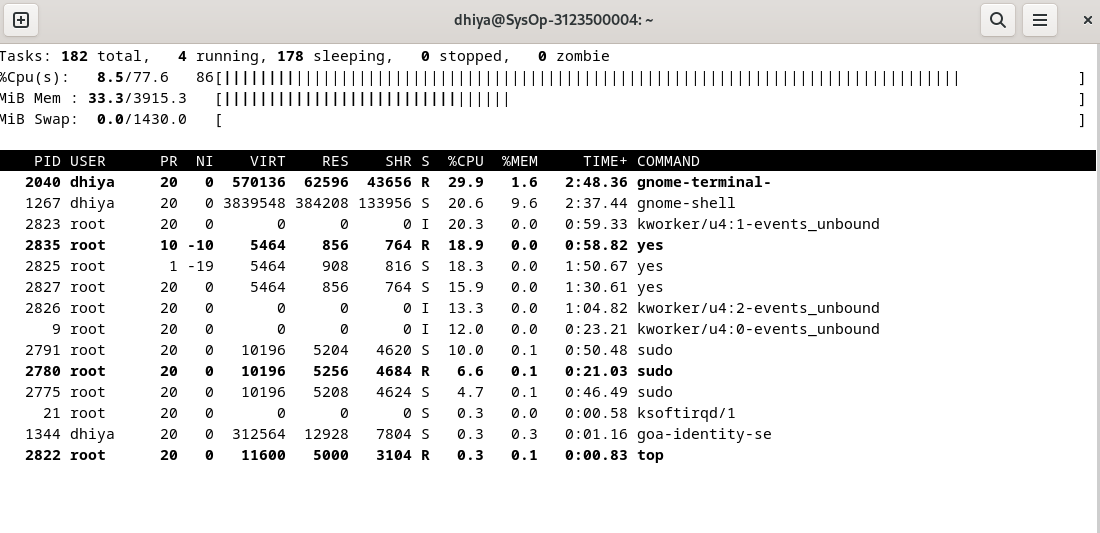 dhiya@SysOp-3123500004: ~
Tasks: 182 total,   4 running, 178 sleeping,   0 stopped,   0 zombie
%Cpu(s):   8.5/77.6   86[||||||||||||||||||||||||||||||||||||||||||||||||||||||||||||||||||||||||||||||||||             ]
MiB Mem : 33.3/3915.3   [||||||||||||||||||||||||||||||||                                                               ]
MiB Swap:  0.0/1430.0   [                                                                                               ]
PID USER      PR  NI    VIRT    RES    SHR S  %CPU  %MEM     TIME+ COMMAND
2040 dhiya     20   0  570136  62596  43656 R  29.9   1.6   2:48.36 gnome-terminal-
1267 dhiya     20   0 3839548 384208 133956 S  20.6   9.6   2:37.44 gnome-shell
2823 root      20   0       0      0      0 I  20.3   0.0   0:59.33 kworker/u4:1-events_unbound
2835 root      10 -10    5464    856    764 R  18.9   0.0   0:58.82 yes
2825 root       1 -19    5464    908    816 S  18.3   0.0   1:50.67 yes
2827 root      20   0    5464    856    764 S  15.9   0.0   1:30.61 yes
2826 root      20   0       0      0      0 I  13.3   0.0   1:04.82 kworker/u4:2-events_unbound
9 root      20   0       0      0      0 I  12.0   0.0   0:23.21 kworker/u4:0-events_unbound
2791 root      20   0   10196   5204   4620 S  10.0   0.1   0:50.48 sudo
2780 root      20   0   10196   5256   4684 R   6.6   0.1   0:21.03 sudo
2775 root      20   0   10196   5208   4624 S   4.7   0.1   0:46.49 sudo
21 root      20   0       0      0      0 S   0.3   0.0   0:00.58 ksoftirqd/1
1344 dhiya     20   0  312564  12928   7804 S   0.3   0.3   0:01.16 goa-identity-se
2822 root      20   0   11600   5000   3104 R   0.3   0.1   0:00.83 top